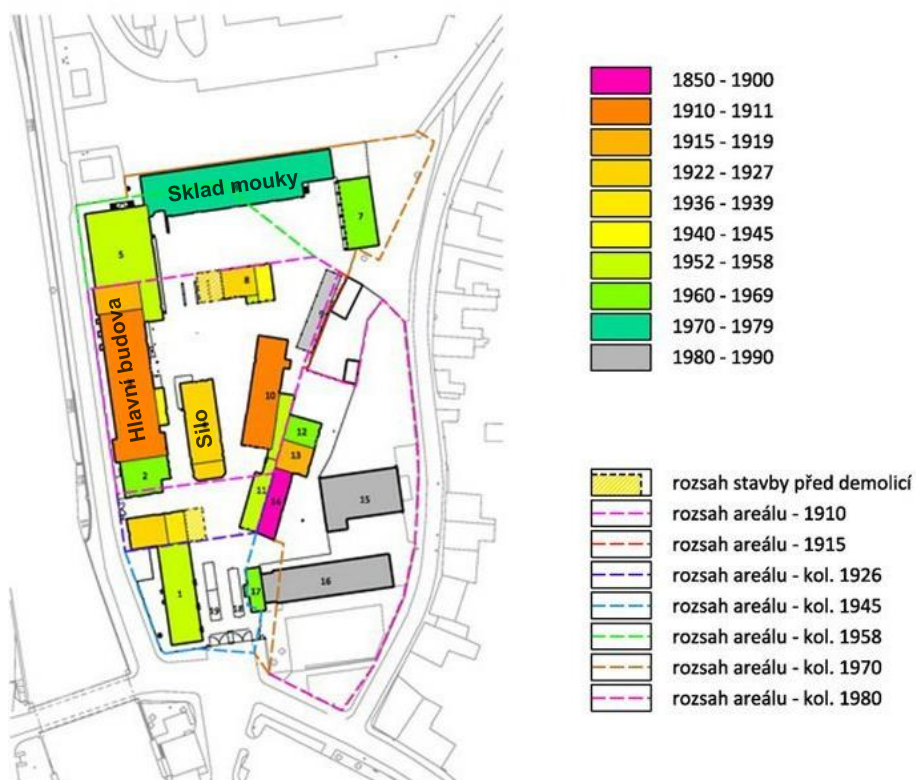 Sklad mouky
7
5
8
Hlavní budova
Silo
10
12
13
2
11
14
15
1
19
18
17
16
1850 - 1900
1910 - 1911
1915 - 1919
1922 - 1927
1936 - 1939
1940 - 1945
1952 - 1958
1960 - 1969
1970 - 1979
1980 - 1990
rozsah stavby před demolicí
rozsah areálu - 1910
rozsah areálu - 1915
rozsah areálu - kol. 1926
rozsah areálu - kol. 1945
rozsah areálu - kol. 1958
rozsah areálu - kol. 1970
rozsah areálu - kol. 1980